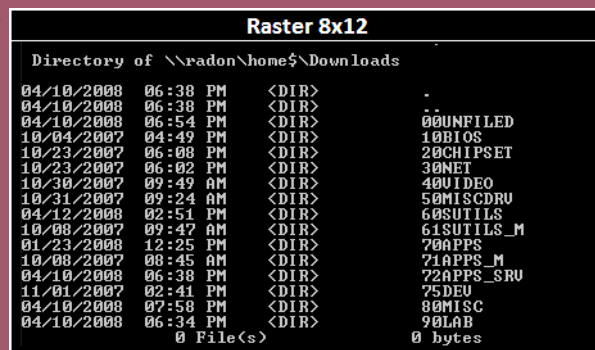 Raster 8x12
Directory of \\radon\home$\Downloads
04/10/2008  06:38 PM    <DIR>          .
04/10/2008  06:38 PM    <DIR>          ..
04/10/2008  06:54 PM    <DIR>          00UNFILED
10/04/2007  04:49 PM    <DIR>          10BIOS
10/23/2007  06:08 PM    <DIR>          20CHIPSET
10/23/2007  06:02 PM    <DIR>          30NET
10/30/2007  09:49 AM    <DIR>          40VIDEO
10/31/2007  09:24 AM    <DIR>          50MISCDRV
04/12/2008  02:51 PM    <DIR>          60SUTILS
10/08/2007  09:47 AM    <DIR>          61SUTILS_M
01/23/2008  12:25 PM    <DIR>          70APPS
10/08/2007  08:45 AM    <DIR>          71APPS_M
04/10/2008  06:38 PM    <DIR>          72APPS_SRV
11/01/2007  02:41 PM    <DIR>          75DEV
04/10/2008  07:58 PM    <DIR>          80MISC
04/10/2008  06:34 PM    <DIR>          90LAB
0 File(s)              0 bytes